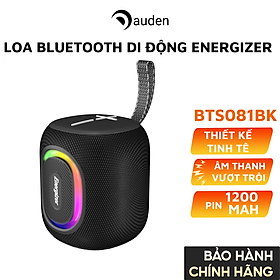 auden
LOA BLUETOOTH DI ĐỘNG ENERGIZER
BTS081BK
THIẾT KẾ
TINH TẾ
ÂM THANH
VƯỢT TRỘI
PIN 1200
MAH
Energizer
BẢO HÀNH
CHÍNH HÃNG